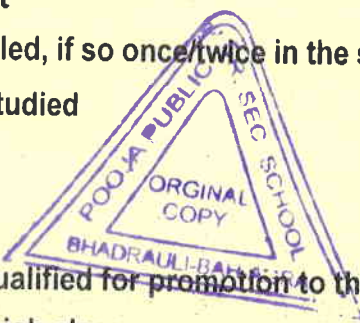 t
led, if so once/twice in the s
tudied
POOJA PUBLIC
SEC SCHOOL
ORGINAL
COPY
BHADRAULI-BAH
ualified for promotion to th